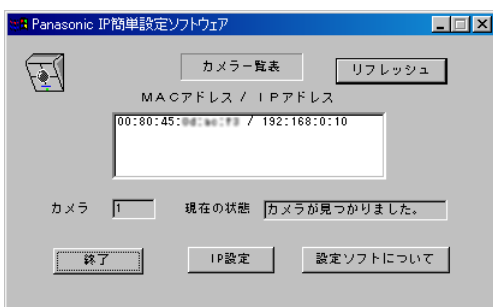 Panasonic IP簡単設定ソフトウェア
カメラ一覧表
リフレッシュ
MACアドレス / IPアドレス
00:80:45: / 192:168:0:10
カメラ 1 現在の状態 カメラが見つかりました。
終了 IP設定 設定ソフトについて